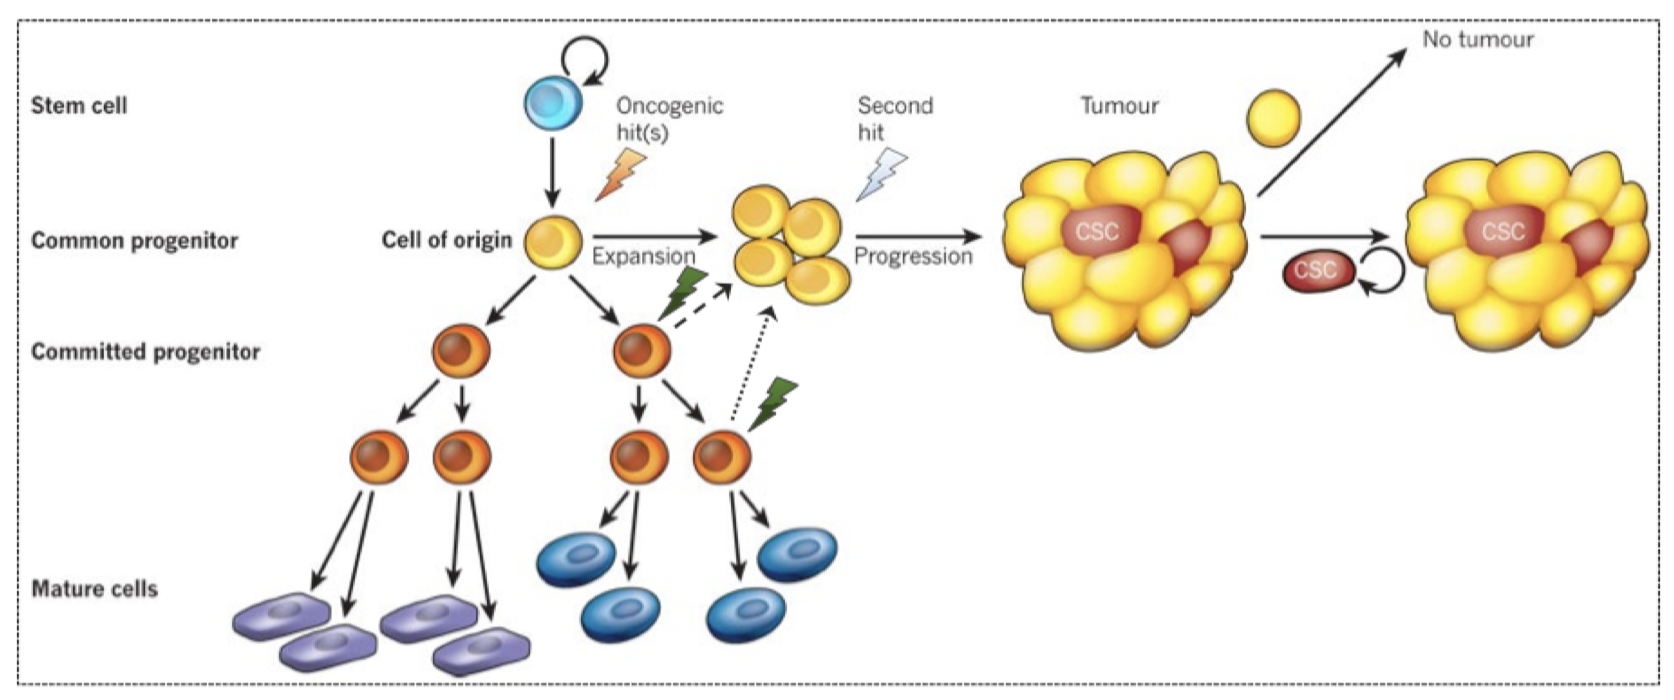 No tumour
Stem cell
Oncogenic
hit(s)
Second
hit
Tumour
Common progenitor
Cell of origin
Expansion
Progression
CSC
CSC
CSC
Committed progenitor
Mature cells